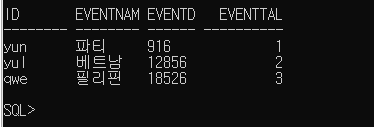 ID EVENTNAM EVENTD EVENTTAL
-------- -------- ------ ----------
yun 파티 916 1
yul 베트남 12856 2
qwe 필리핀 18526 3
SQL>